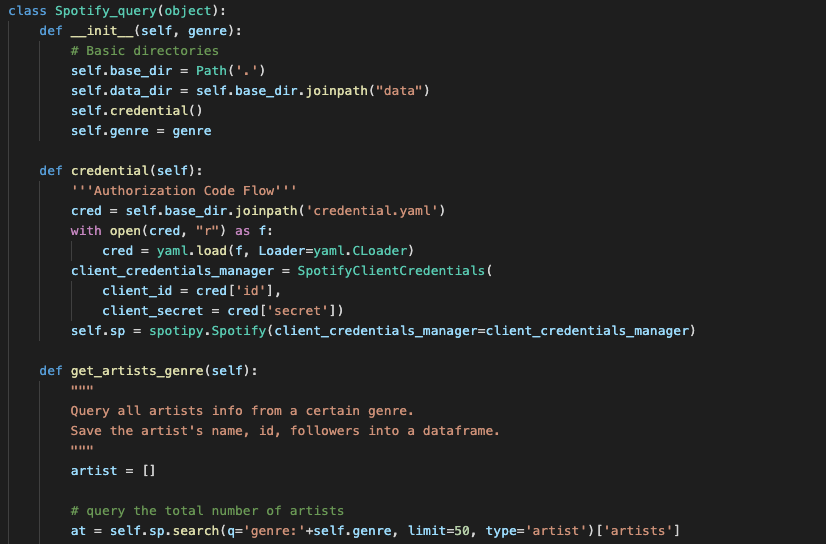 class Spotify_query(object):
    def __init__(self, genre):
        # Basic directories
        self.base_dir = Path('.')
        self.data_dir = self.base_dir.joinpath("data")
        self.credential()
        self.genre = genre

    def credential(self):
        '''Authorization Code Flow'''
        cred = self.base_dir.joinpath('credential.yaml')
        with open(cred, "r") as f:
            cred = yaml.load(f, Loader=yaml.CLoader)
        client_credentials_manager = SpotifyClientCredentials(
            client_id = cred['id'],
            client_secret = cred['secret'])
        self.sp = spotipy.Spotify(client_credentials_manager=client_credentials_manager)

    def get_artists_genre(self):
        """
        Query all artists info from a certain genre.
        Save the artist's name, id, followers into a dataframe.
        """
        artist = []

        # query the total number of artists
        at = self.sp.search(q='genre:'+self.genre, limit=50, type='artist')['artists']